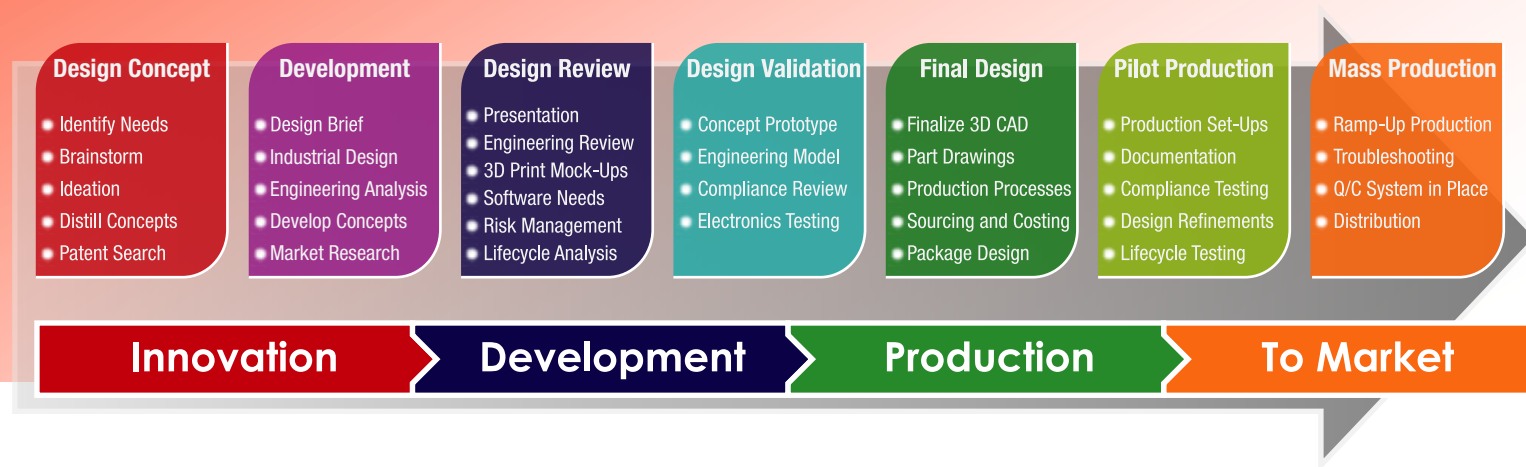 Design Concept
Identify Needs
Brainstorm
Ideation
Distill Concepts
Patent Search
Development
Design Brief
Industrial Design
Engineering Analysis
Develop Concepts
Market Research
Design Review
Presentation
Engineering Review
3D Print Mock-Ups
Software Needs
Risk Management
Lifecycle Analysis
Design Validation
Concept Prototype
Engineering Model
Compliance Review
Electronics Testing
Final Design
Finalize 3D CAD
Part Drawings
Production Processes
Sourcing and Costing
Package Design
Pilot Production
Production Set-Ups
Documentation
Compliance Testing
Design Refinements
Lifecycle Testing
Mass Production
Ramp-Up Production
Troubleshooting
Q/C System in Place
Distribution
Innovation
Development
Production
To Market